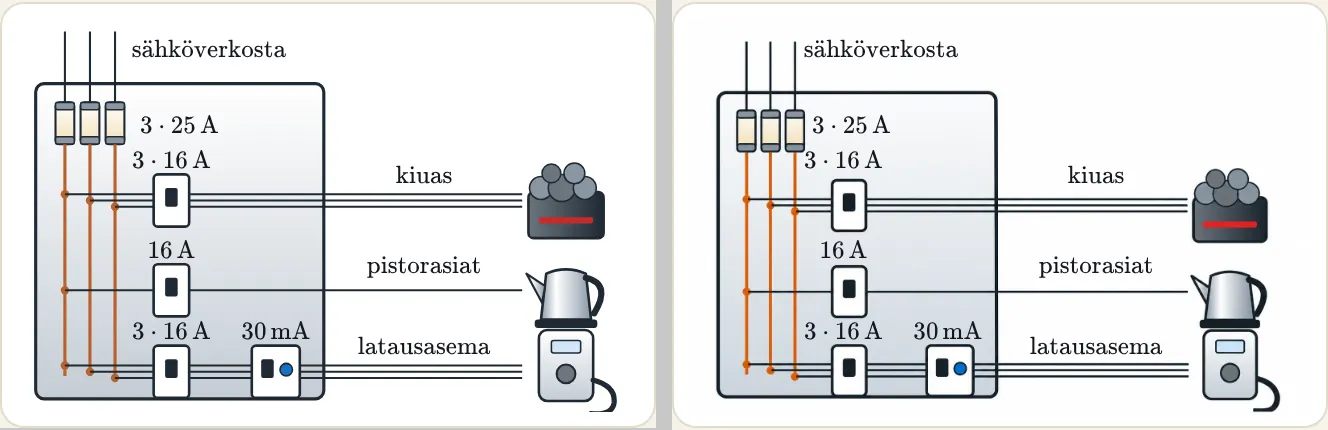 sähköverkosta
3 · 25 A
3 · 16 A
kiuas
16 A
pistorasiat
3 · 16 A
30 mA
latausasema
sähköverkosta
3 · 25 A
3 · 16 A
kiuas
16 A
pistorasiat
3 · 16 A
30 mA
latausasema